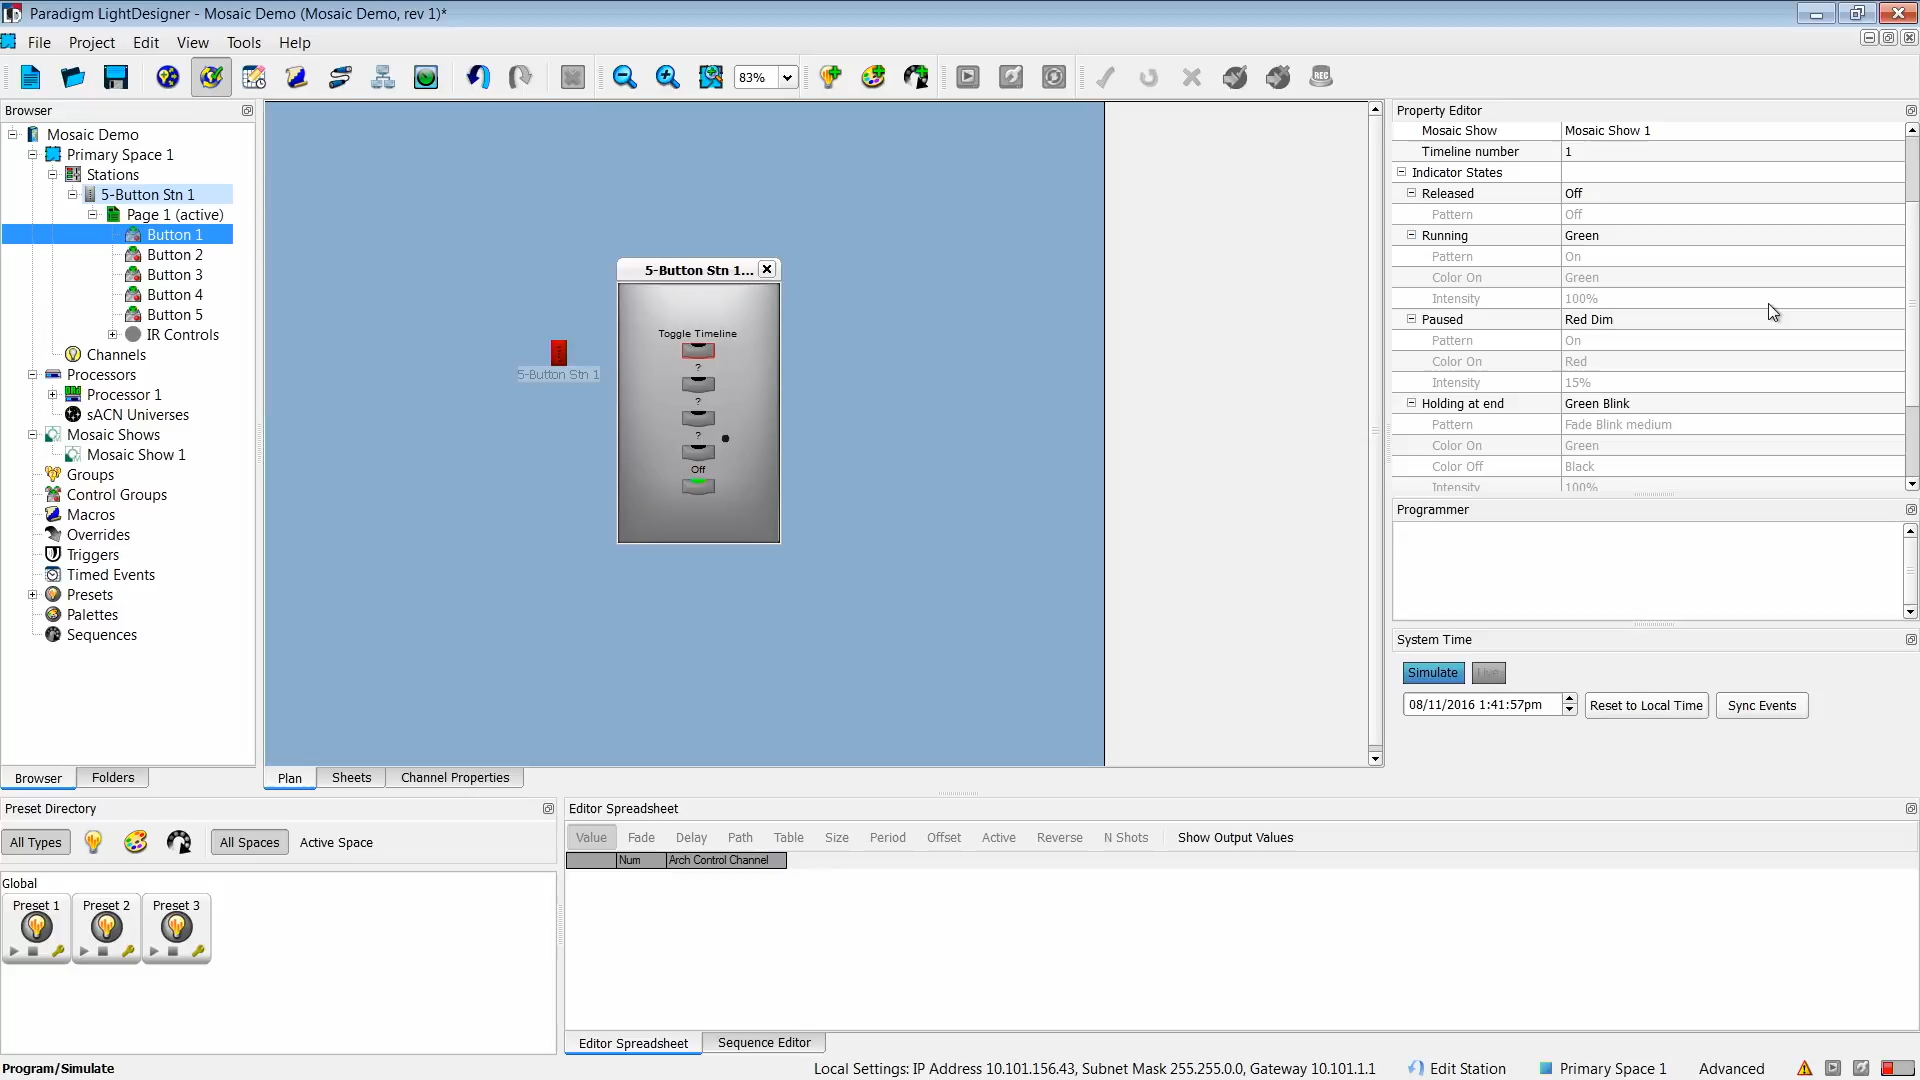 Paradigm LightDesigner - Mosaic Demo (Mosaic Demo, rev 1)*
File Project Edit View Tools Help
83%
REC
Browser
Mosaic Demo
Primary Space 1
Stations
5-Button Stn 1
Page 1 (active)
Button 1
Button 2
Button 3
Button 4
Button 5
IR Controls
Channels
Processors
Processor 1
sACN Universes
Mosaic Shows
Mosaic Show 1
Groups
Control Groups
Macros
Overrides
Triggers
Timed Events
Presets
Palettes
Sequences
Browser Folders
5-Button Stn 1
5-Button Stn 1...
Toggle Timeline
?
?
?
Off
Plan Sheets Channel Properties
Property Editor
Mosaic Show Mosaic Show 1
Timeline number 1
Indicator States
Released Off
Pattern Off
Running Green
Pattern On
Color On Green
Intensity 100%
Paused Red Dim
Pattern On
Color On Red
Intensity 15%
Holding at end Green Blink
Pattern Fade Blink medium
Color On Green
Color Off Black
Intensity 100%
Programmer
System Time
Simulate Live
08/11/2016 1:41:57pm Reset to Local Time Sync Events
Preset Directory
All Types All Spaces Active Space
Global
Preset 1 Preset 2 Preset 3
Editor Spreadsheet
Value Fade Delay Path Table Size Period Offset Active Reverse N Shots Show Output Values
Num Arch Control Channel
Editor Spreadsheet Sequence Editor
Program/Simulate Local Settings: IP Address 10.101.156.43, Subnet Mask 255.255.0.0, Gateway 10.101.1.1 Edit Station Primary Space 1 Advanced